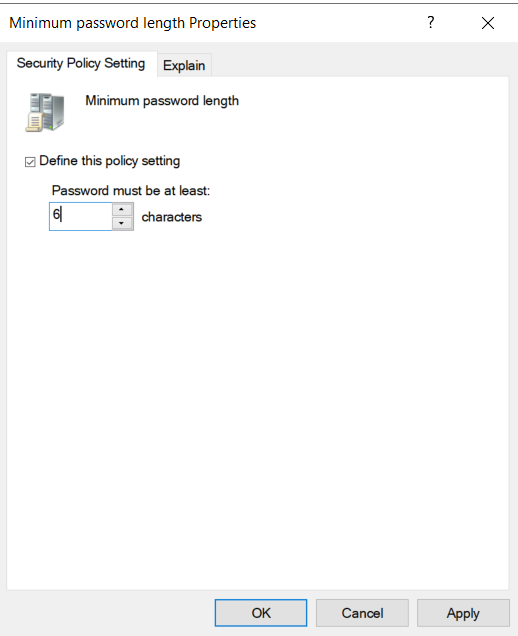 Minimum password length Properties ?
Security Policy Setting Explain
Minimum password length
Define this policy setting
Password must be at least:
6 characters
OK Cancel Apply